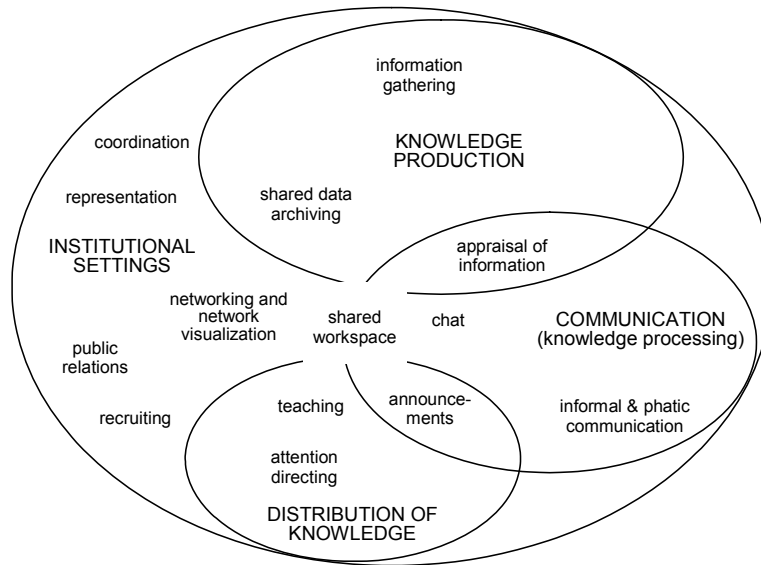 information
gathering
KNOWLEDGE
PRODUCTION
coordination
representation
shared data
archiving
INSTITUTIONAL
SETTINGS
appraisal of
information
networking and
network
visualization
shared
workspace
chat
COMMUNICATION
(knowledge processing)
public
relations
recruiting
teaching
announce-
ments
informal & phatic
communication
attention
directing
DISTRIBUTION OF
KNOWLEDGE